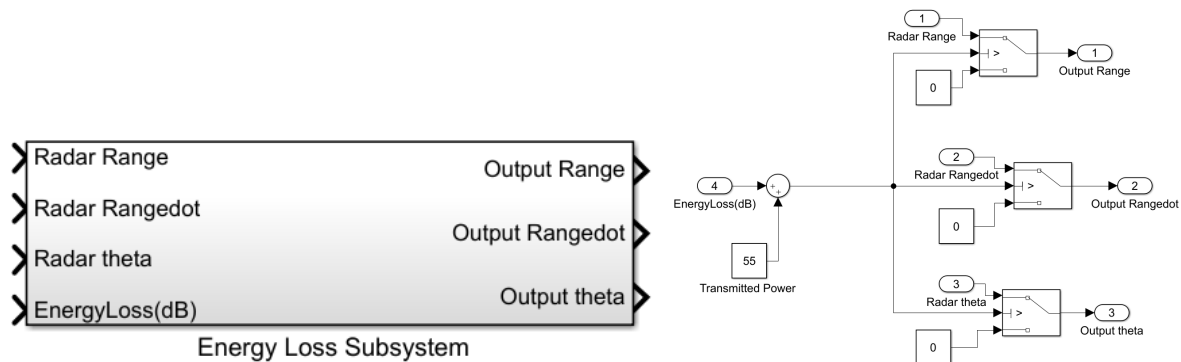 Radar Range
Radar Rangedot
Radar theta
EnergyLoss(dB)
Output Range
Output Rangedot
Output theta
Energy Loss Subsystem
1
Radar Range
>
0
1
Output Range
2
Radar Rangedot
>
0
2
Output Rangedot
4
EnergyLoss(dB)
+
+
55
Transmitted Power
3
Radar theta
>
0
3
Output theta